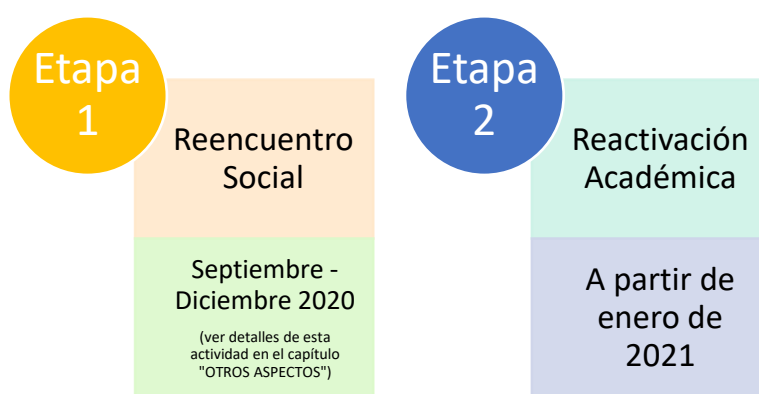 Etapa
1
Reencuentro
Social
Septiembre -
Diciembre 2020
(ver detalles de esta
actividad en el capítulo
"OTROS ASPECTOS")
Etapa
2
Reactivación
Académica
A partir de
enero de
2021